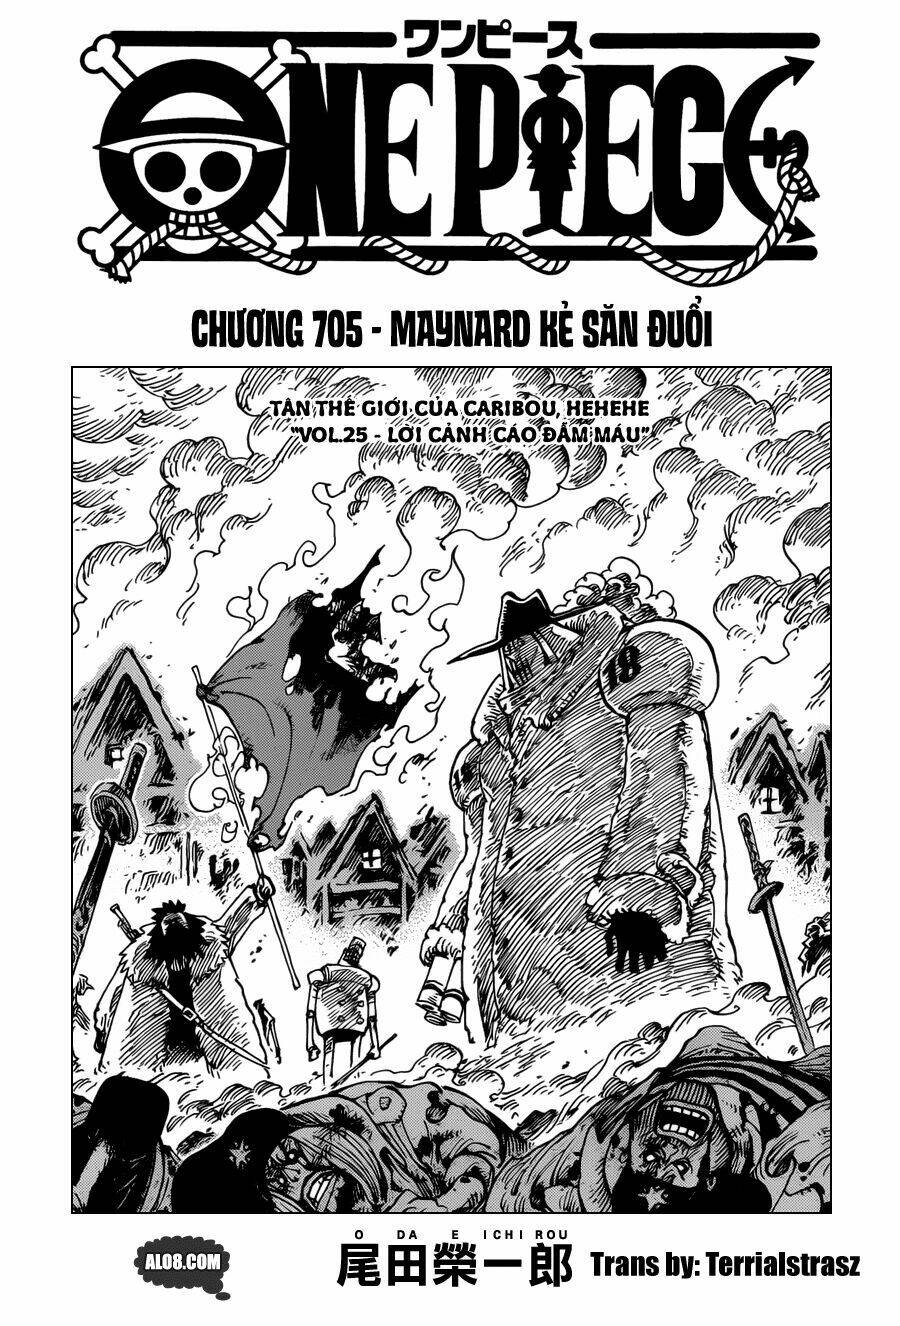 ワンピース
ONE PIECE
CHƯƠNG 705 - MAYNARD KẺ SĂN ĐUỔI
TÂN THẾ GIỚI CỦA CARIBOU, HEHEHE
"VOL.25 - LỜI CẢNH CÁO ĐẪM MÁU"
18
O DA E ICHI ROU
尾田榮一郎
AL08.COM
Trans by: Terrialstrasz